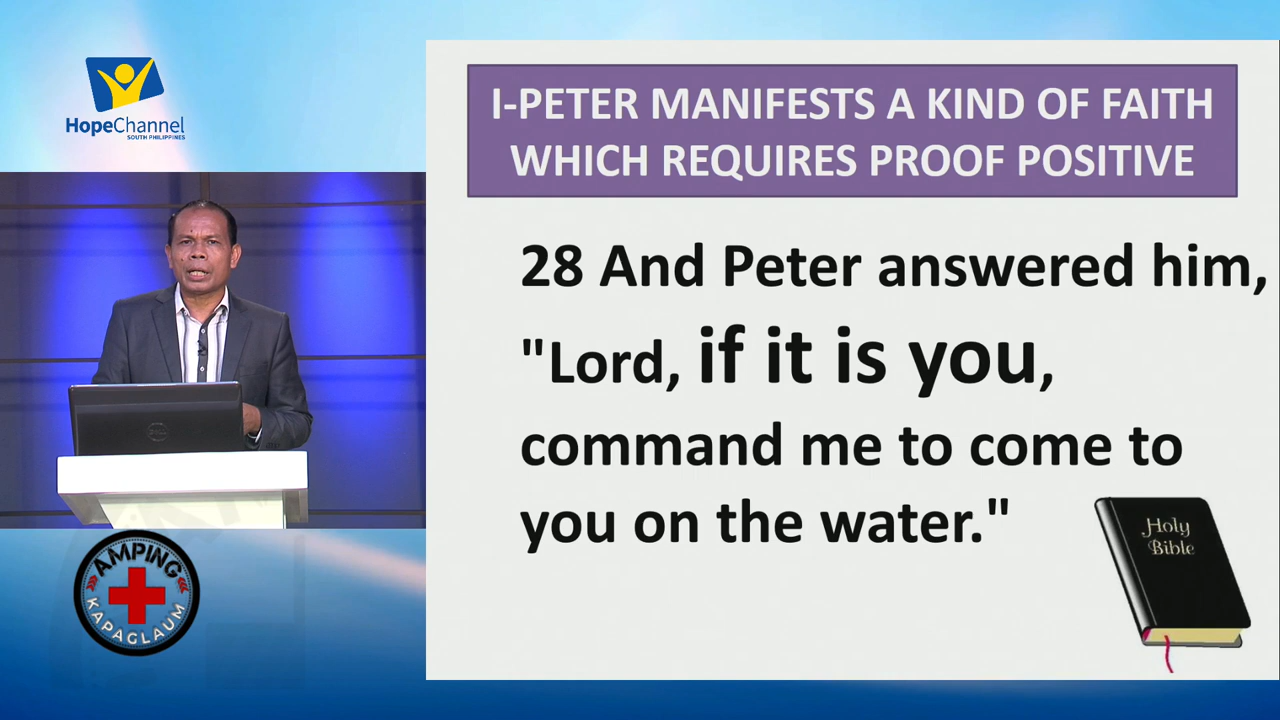 HopeChannel
SOUTH PHILIPPINES
I-PETER MANIFESTS A KIND OF FAITH
WHICH REQUIRES PROOF POSITIVE
28 And Peter answered him,
"Lord, if it is you,
command me to come to
you on the water."
Holy
Bible
DELL
AMPING
KAPAGLAUM